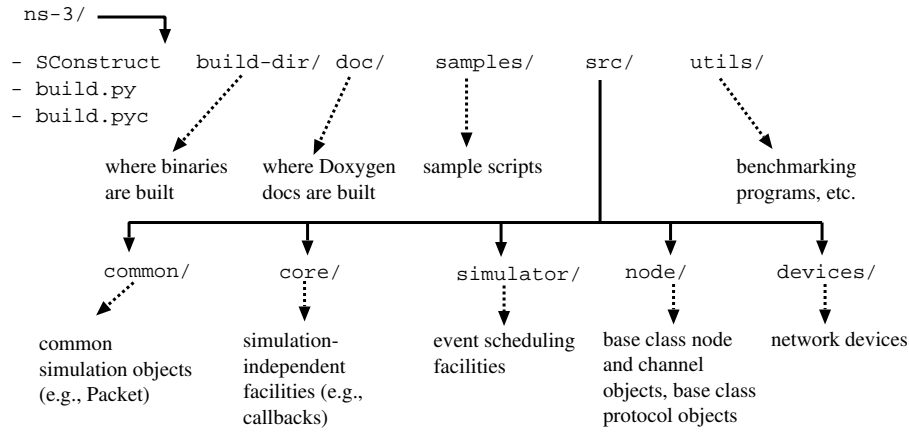 ns-3/
- SConstruct
- build.py
- build.pyc
build-dir/ doc/ samples/ src/ utils/
where binaries
are built
where Doxygen
docs are built
sample scripts
benchmarking
programs, etc.
common/ core/ simulator/ node/ devices/
common
simulation objects
(e.g., Packet)
simulation-
independent
facilities (e.g.,
callbacks)
event scheduling
facilities
base class node
and channel
objects, base class
protocol objects
network devices